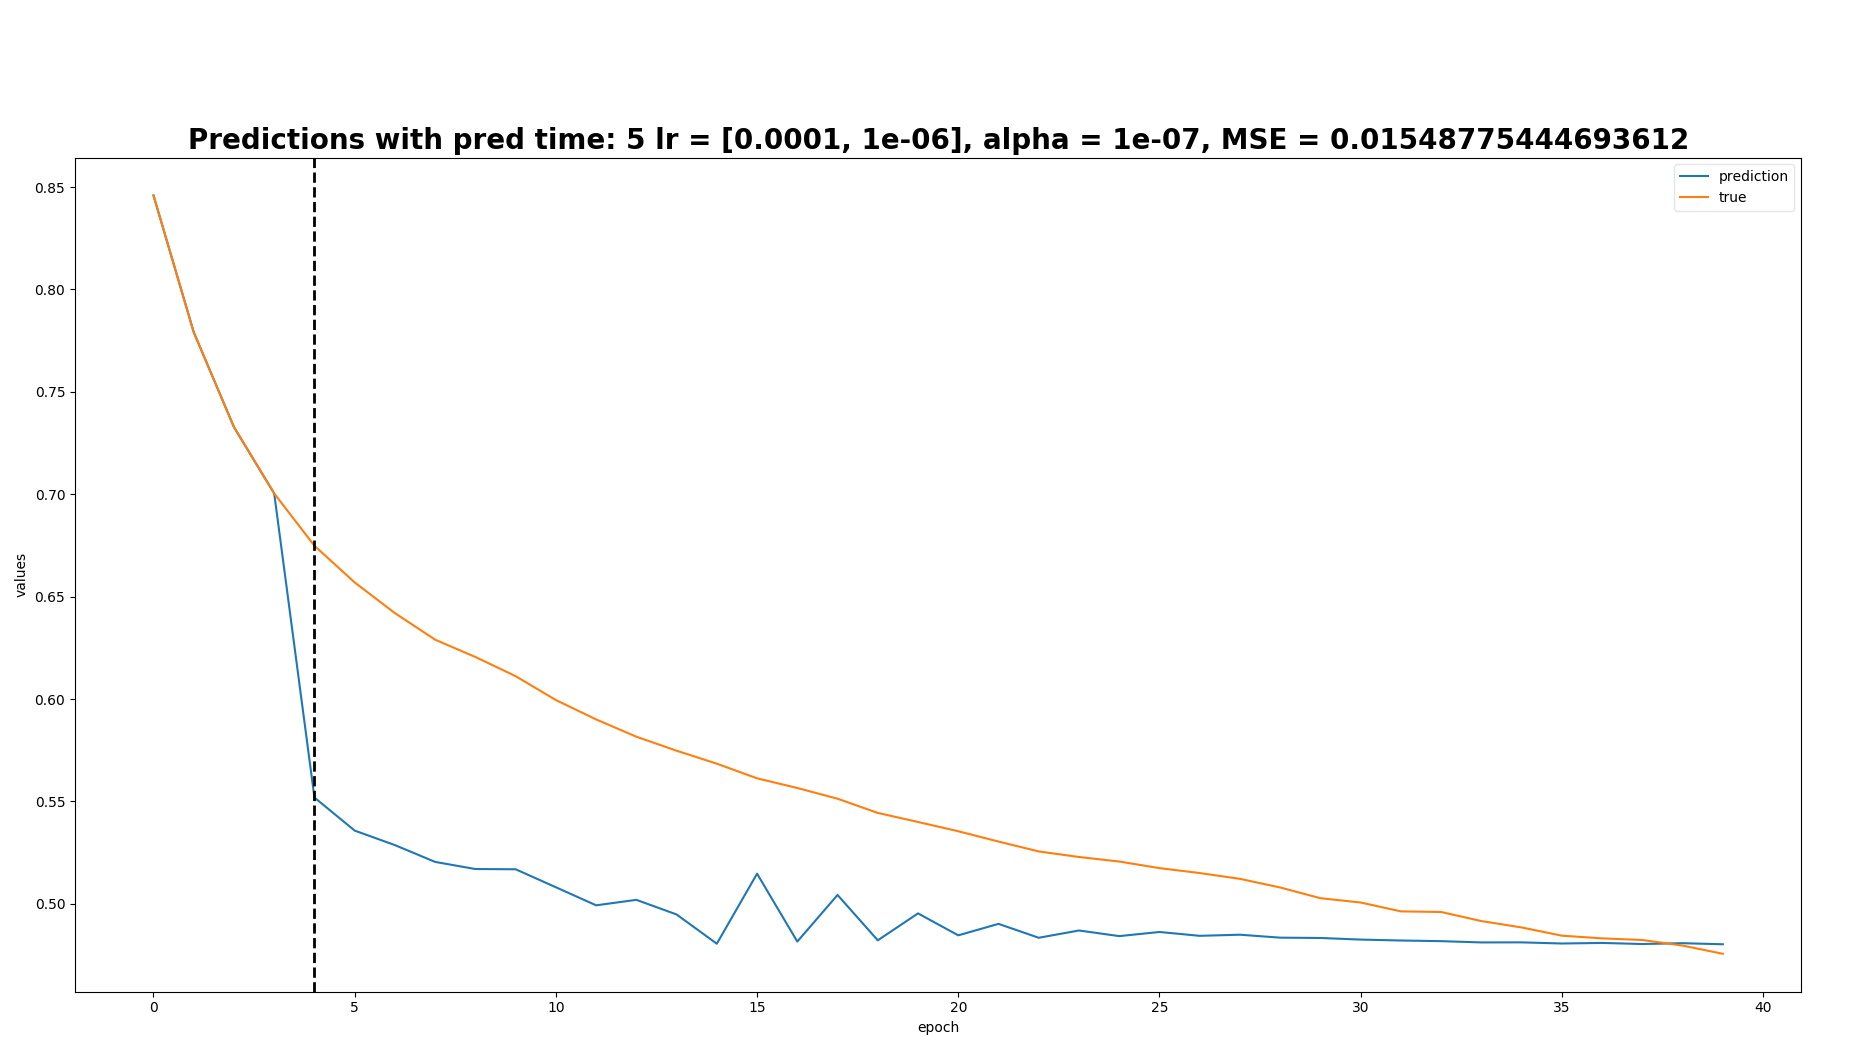 Predictions with pred time: 5 lr = [0.0001, 1e-06], alpha = 1e-07, MSE = 0.01548775444693612
prediction
true
0.85
0.80
0.75
0.70
0.65
0.60
0.55
0.50
values
0 5 10 15 20 25 30 35 40
epoch